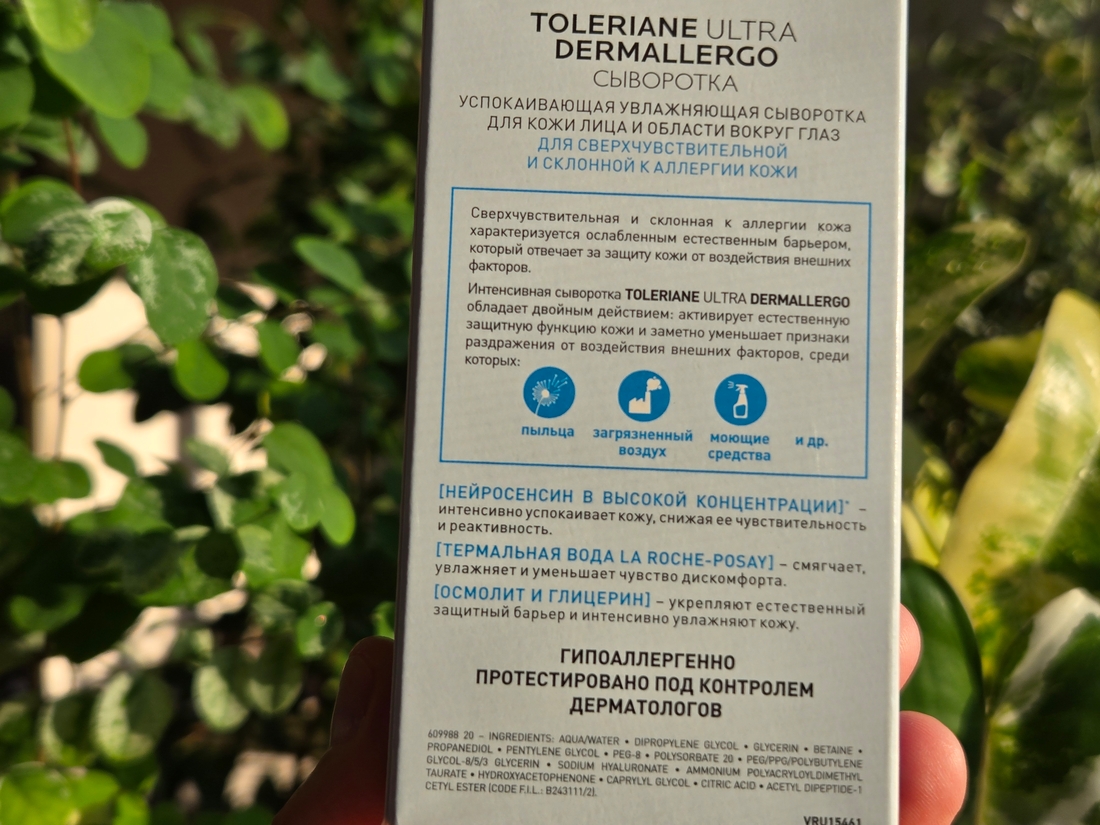 TOLERIANE ULTRA
DERMALLERGO
СЫВОРОТКА
УСПОКАИВАЮЩАЯ УВЛАЖНЯЮЩАЯ СЫВОРОТКА
ДЛЯ КОЖИ ЛИЦА И ОБЛАСТИ ВОКРУГ ГЛАЗ
ДЛЯ СВЕРХЧУВСТВИТЕЛЬНОЙ
И СКЛОННОЙ К АЛЛЕРГИИ КОЖИ
Сверхчувствительная и склонная к аллергии кожа
характеризуется ослабленным естественным барьером,
который отвечает за защиту кожи от воздействия внешних
факторов.
Интенсивная сыворотка TOLERIANE ULTRA DERMALLERGO
обладает двойным действием: активирует естественную
защитную функцию кожи и заметно уменьшает признаки
раздражения от воздействия внешних факторов, среди
которых:
пыльца
загрязненный
воздух
моющие
средства
и др.
[НЕЙРОСЕНСИН В ВЫСОКОЙ КОНЦЕНТРАЦИИ]* –
интенсивно успокаивает кожу, снижая ее чувствительность
и реактивность.
[ТЕРМАЛЬНАЯ ВОДА LA ROCHE-POSAY] – смягчает,
увлажняет и уменьшает чувство дискомфорта.
[ОСМОЛИТ И ГЛИЦЕРИН] – укрепляют естественный
защитный барьер и интенсивно увлажняют кожу.
ГИПОАЛЛЕРГЕННО
ПРОТЕСТИРОВАНО ПОД КОНТРОЛЕМ
ДЕРМАТОЛОГОВ
609988 20 – INGREDIENTS: AQUA/WATER • DIPROPYLENE GLYCOL • GLYCERIN • BETAINE •
PROPANEDIOL • PENTYLENE GLYCOL • PEG-8 • POLYSORBATE 20 • PEG/PPG/POLYBUTYLENE
GLYCOL-8/5/3 GLYCERIN • SODIUM HYALURONATE • AMMONIUM POLYACRYLOYLDIMETHYL
TAURATE • HYDROXYACETOPHENONE • CAPRYLYL GLYCOL • CITRIC ACID • ACETYL DIPEPTIDE-1
CETYL ESTER (CODE F.I.L.: B243111/2).
VRU15461